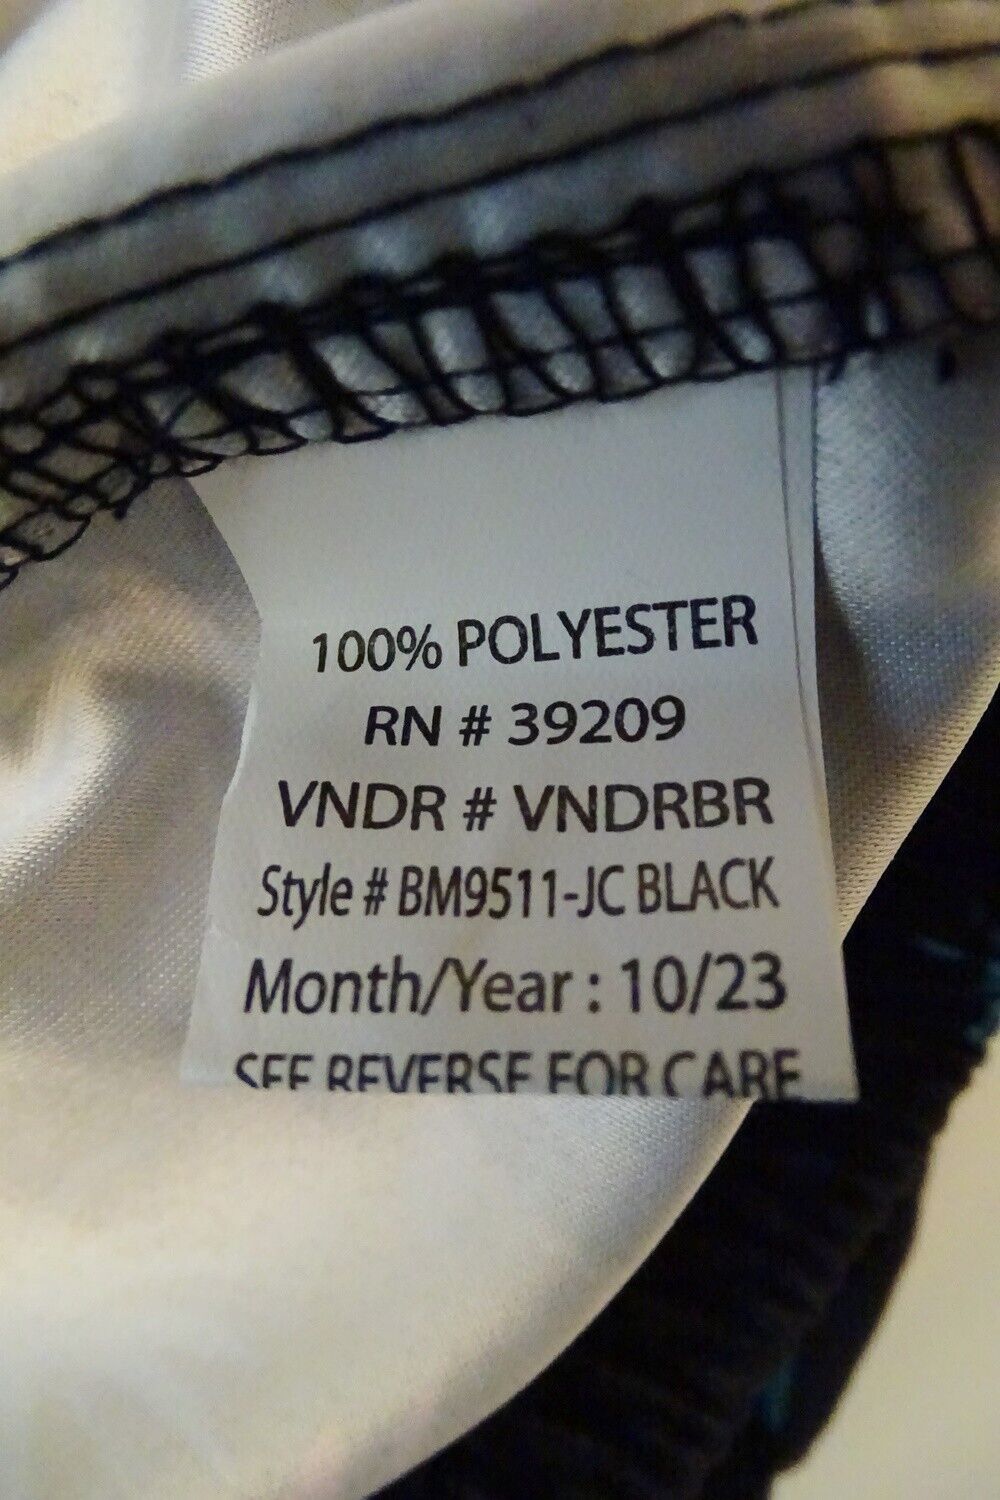 100% POLYESTER
RN # 39209
VNDR # VNDRBR
Style # BM9511-JC BLACK
Month/Year : 10/23
SEE REVERSE FOR CARE